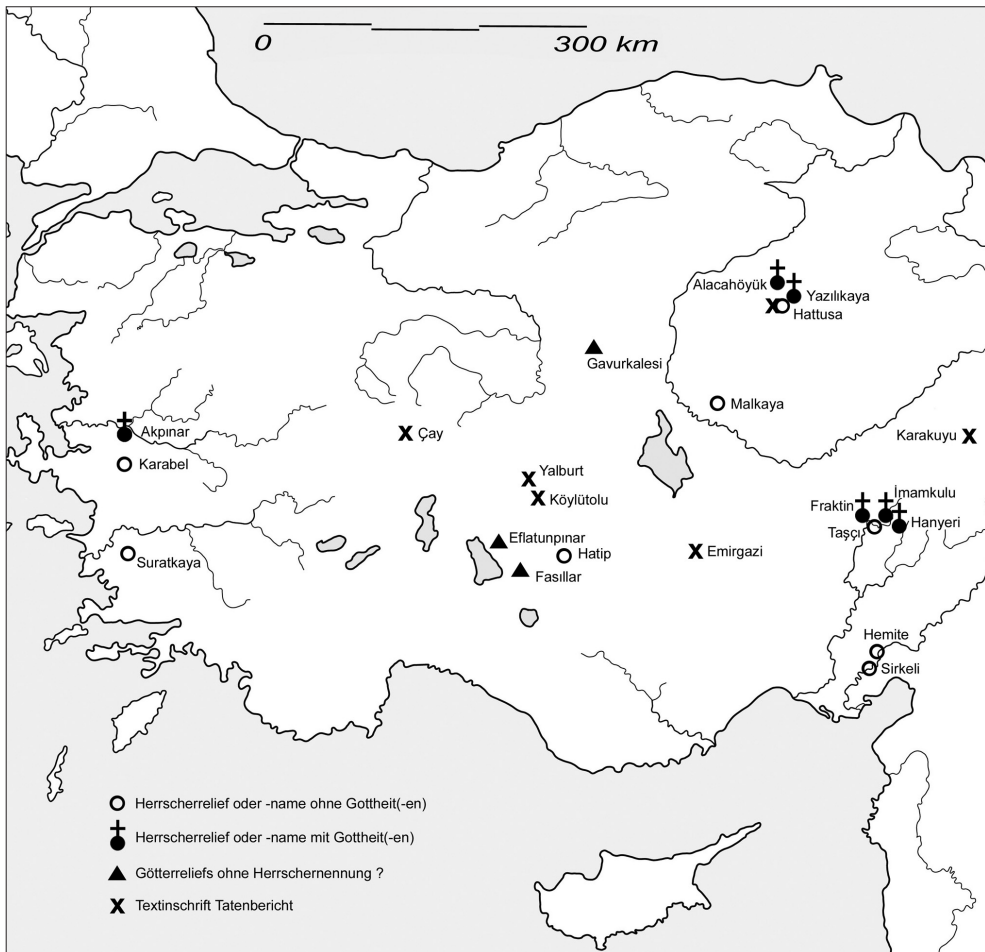 0 300 km
Alacahöyük
Yazılıkaya
Hattusa
Gavurkalesi
Malkaya
Akpınar
Çay
Karakuyu
Karabel
Yalburt
Köylütolu
İmamkulu
Fraktin
Hanyeri
Taşçı
Eflatunpınar
Hatip
Emirgazi
Suratkaya
Fasıllar
Hemite
Sirkeli
Herrscherrelief oder -name ohne Gottheit(-en)
Herrscherrelief oder -name mit Gottheit(-en)
Götterreliefs ohne Herrschernennung ?
Textinschrift Tatenbericht